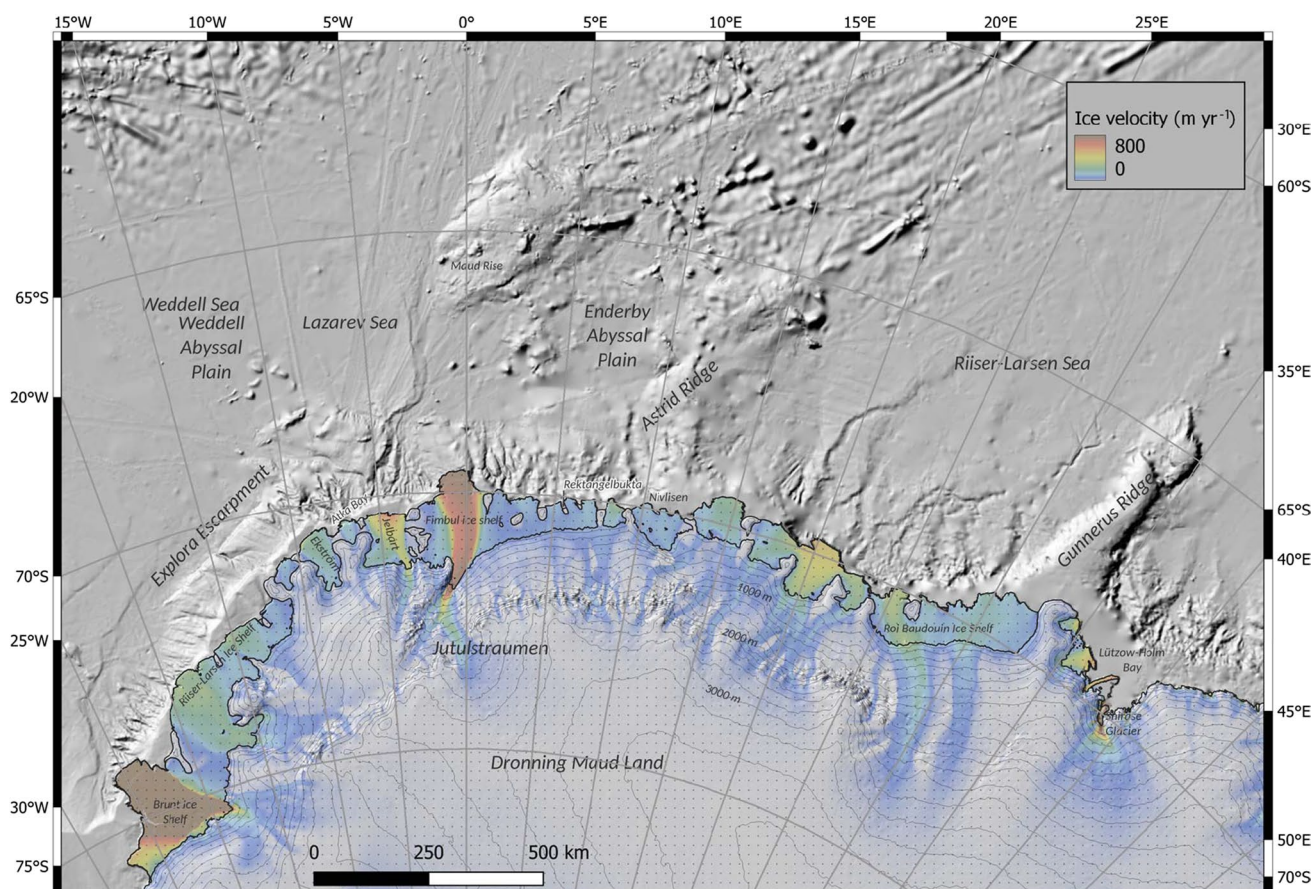 15°W
10°W
5°W
0°
5°E
10°E
15°E
20°E
25°E
Ice velocity (m yr⁻¹)
800
0
30°E
60°S
Maud Rise
65°S
Weddell Sea
Weddell
Abyssal
Plain
Lazarev Sea
Enderby
Abyssal
Plain
Riiser-Larsen Sea
35°E
20°W
Astrid Ridge
Explora Escarpment
Atka Bay
Rektangelbukta
Nivlisen
65°S
Gunnerus Ridge
Ekström
Jelbart
Fimbul Ice shelf
40°E
70°S
1000 m
2000 m
3000 m
Roi Baudouin Ice Shelf
25°W
Riiser-Larsen Ice Shelf
Jutulstraumen
Lützow-Holm
Bay
45°E
Shirase
Glacier
Dronning Maud Land
30°W
Brunt Ice
Shelf
0
250
500 km
50°E
75°S
70°S